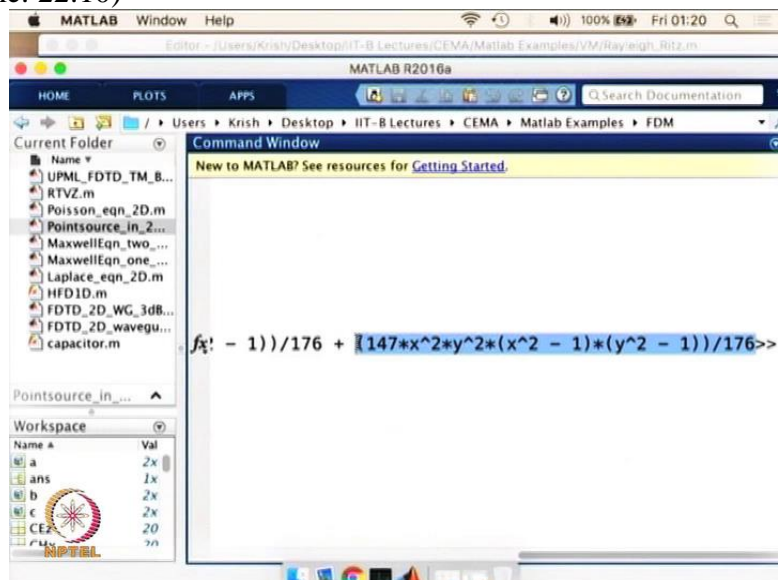 MATLAB Window Help 100% Fri 01:20
Editor - /Users/Krish/Desktop/IIT-B Lectures/CEMA/Matlab Examples/VM/Rayleigh_Ritz.m
MATLAB R2016a
HOME PLOTS APPS Search Documentation
/ ▸ Users ▸ Krish ▸ Desktop ▸ IIT-B Lectures ▸ CEMA ▸ Matlab Examples ▸ FDM
Current Folder
Name
UPML_FDTD_TM_B...
RTVZ.m
Poisson_eqn_2D.m
Pointsource_in_2...
MaxwellEqn_two_...
MaxwellEqn_one_...
Laplace_eqn_2D.m
HFD1D.m
FDTD_2D_WG_3dB...
FDTD_2D_wavegu...
capacitor.m
Pointsource_in_...
Workspace
Name Val
a 2x
ans 1x
b 2x
c 2x
CEz 20
20
NPTEL
Command Window
New to MATLAB? See resources for Getting Started.
- 1))/176 + (147*x^2*y^2*(x^2 - 1)*(y^2 - 1))/176>>